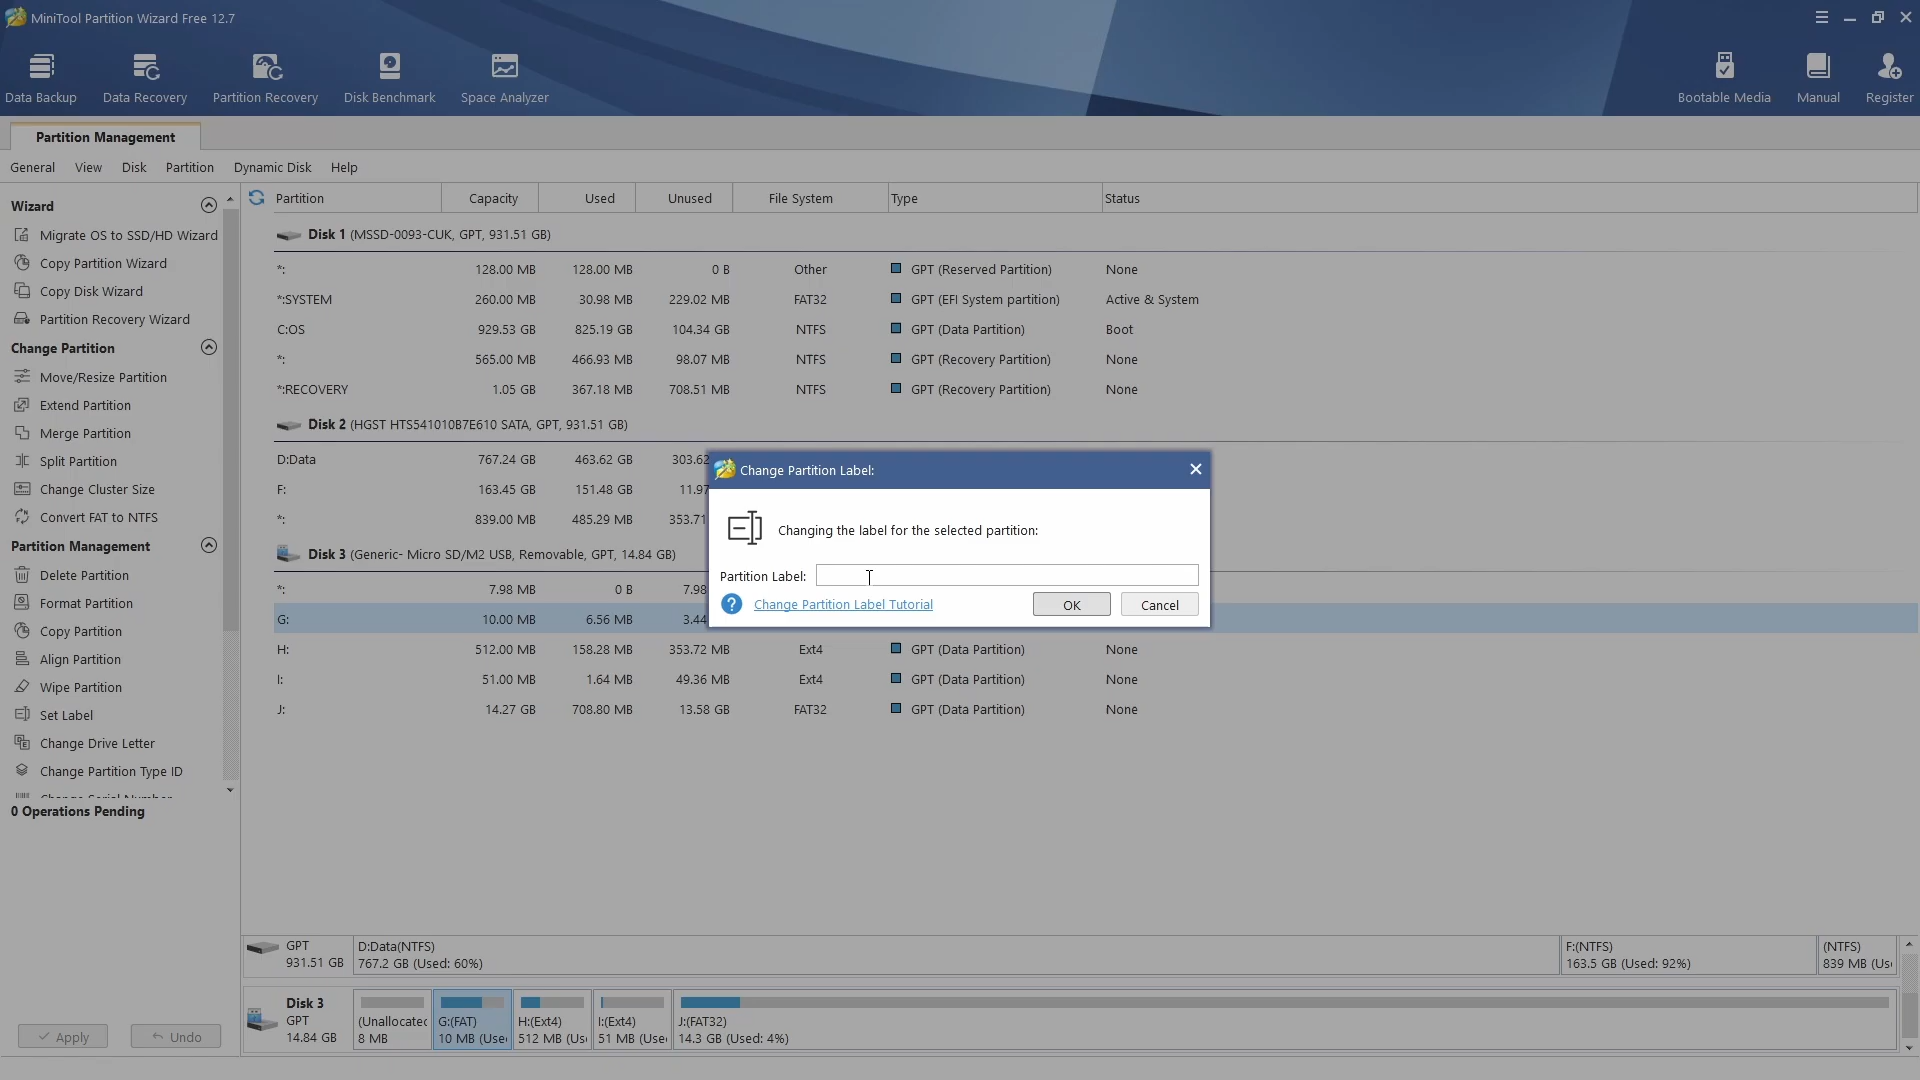 MiniTool Partition Wizard Free 12.7
Data Backup
Data Recovery
Partition Recovery
Disk Benchmark
Space Analyzer
Bootable Media
Manual
Register
Partition Management
General View Disk Partition Dynamic Disk Help
Wizard
Migrate OS to SSD/HD Wizard
Copy Partition Wizard
Copy Disk Wizard
Partition Recovery Wizard
Change Partition
Move/Resize Partition
Extend Partition
Merge Partition
Split Partition
Change Cluster Size
Convert FAT to NTFS
Partition Management
Delete Partition
Format Partition
Copy Partition
Align Partition
Wipe Partition
Set Label
Change Drive Letter
Change Partition Type ID
Change Serial Number
0 Operations Pending
Apply
Undo
Partition Capacity Used Unused File System Type Status
Disk 1 (MSSD-0093-CUK, GPT, 931.51 GB)
*: 128.00 MB 128.00 MB 0 B Other GPT (Reserved Partition) None
*:SYSTEM 260.00 MB 30.98 MB 229.02 MB FAT32 GPT (EFI System partition) Active & System
C:OS 929.53 GB 825.19 GB 104.34 GB NTFS GPT (Data Partition) Boot
*: 565.00 MB 466.93 MB 98.07 MB NTFS GPT (Recovery Partition) None
*:RECOVERY 1.05 GB 367.18 MB 708.51 MB NTFS GPT (Recovery Partition) None
Disk 2 (HGST HTS541010B7E610 SATA, GPT, 931.51 GB)
D:Data 767.24 GB 463.62 GB 303.62
F: 163.45 GB 151.48 GB 11.97
*: 839.00 MB 485.29 MB 353.71
Disk 3 (Generic- Micro SD/M2 USB, Removable, GPT, 14.84 GB)
*: 7.98 MB 0 B 7.98
G: 10.00 MB 6.56 MB 3.44
H: 512.00 MB 158.28 MB 353.72 MB Ext4 GPT (Data Partition) None
I: 51.00 MB 1.64 MB 49.36 MB Ext4 GPT (Data Partition) None
J: 14.27 GB 708.80 MB 13.58 GB FAT32 GPT (Data Partition) None
Change Partition Label:
Changing the label for the selected partition:
Partition Label:
Change Partition Label Tutorial
OK
Cancel
GPT
931.51 GB
D:Data(NTFS)
767.2 GB (Used: 60%)
F:(NTFS)
163.5 GB (Used: 92%)
(NTFS)
839 MB (Us
Disk 3
GPT
14.84 GB
(Unallocated
8 MB
G:(FAT)
10 MB (Use
H:(Ext4)
512 MB (Us
I:(Ext4)
51 MB (Use
J:(FAT32)
14.3 GB (Used: 4%)